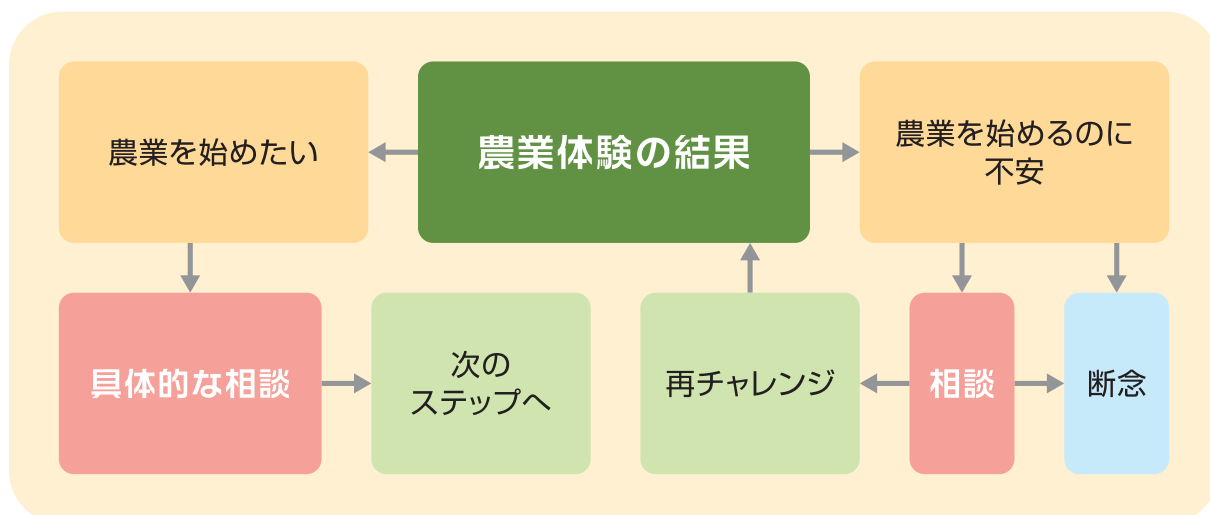 農業を始めたい
農業体験の結果
農業を始めるのに
不安
具体的な相談
次の
ステップへ
再チャレンジ
相談
断念